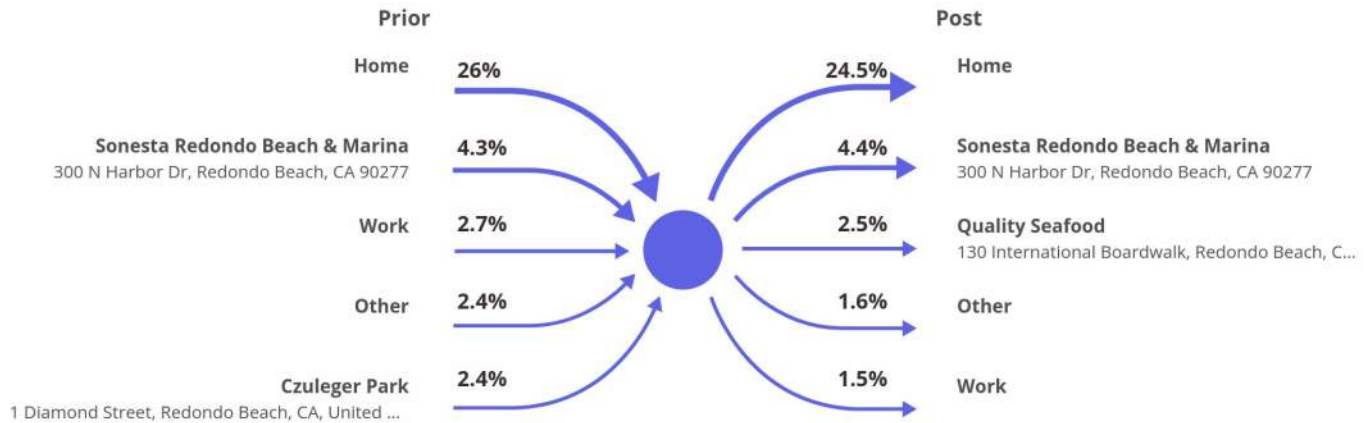 Prior
Post
Home
26%
24.5%
Home
Sonesta Redondo Beach & Marina
300 N Harbor Dr, Redondo Beach, CA 90277
4.3%
4.4%
Sonesta Redondo Beach & Marina
300 N Harbor Dr, Redondo Beach, CA 90277
Work
2.7%
2.5%
Quality Seafood
130 International Boardwalk, Redondo Beach, C...
Other
2.4%
1.6%
Other
Czuleger Park
1 Diamond Street, Redondo Beach, CA, United ...
2.4%
1.5%
Work